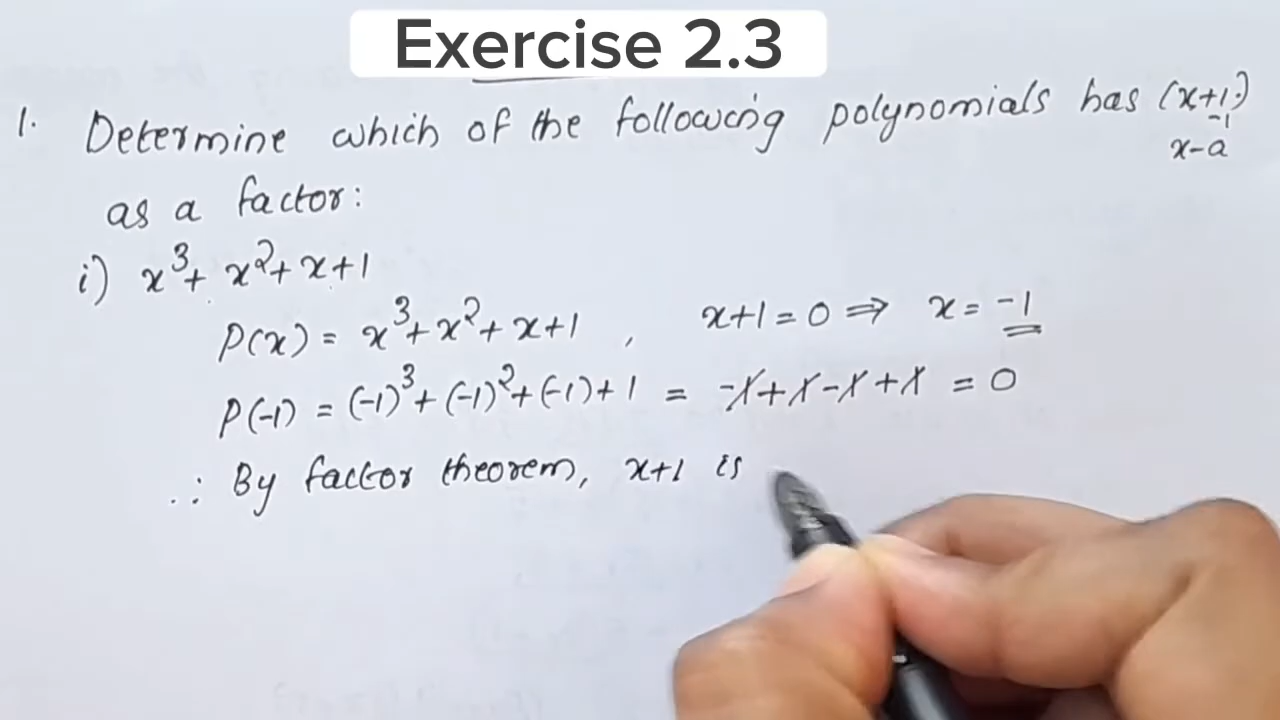 Exercise 2.3
1. Determine which of the following polynomials has (x+1.)
-1
x-a
as a factor:
i) x³+ x²+ x+1
P(x) = x³+x²+x+1 , x+1=0 ⇒ x = -1
P(-1) = (-1)³+(-1)²+(-1)+1 = -1+1-1+1 = 0
∴ By factor theorem, x+1 is